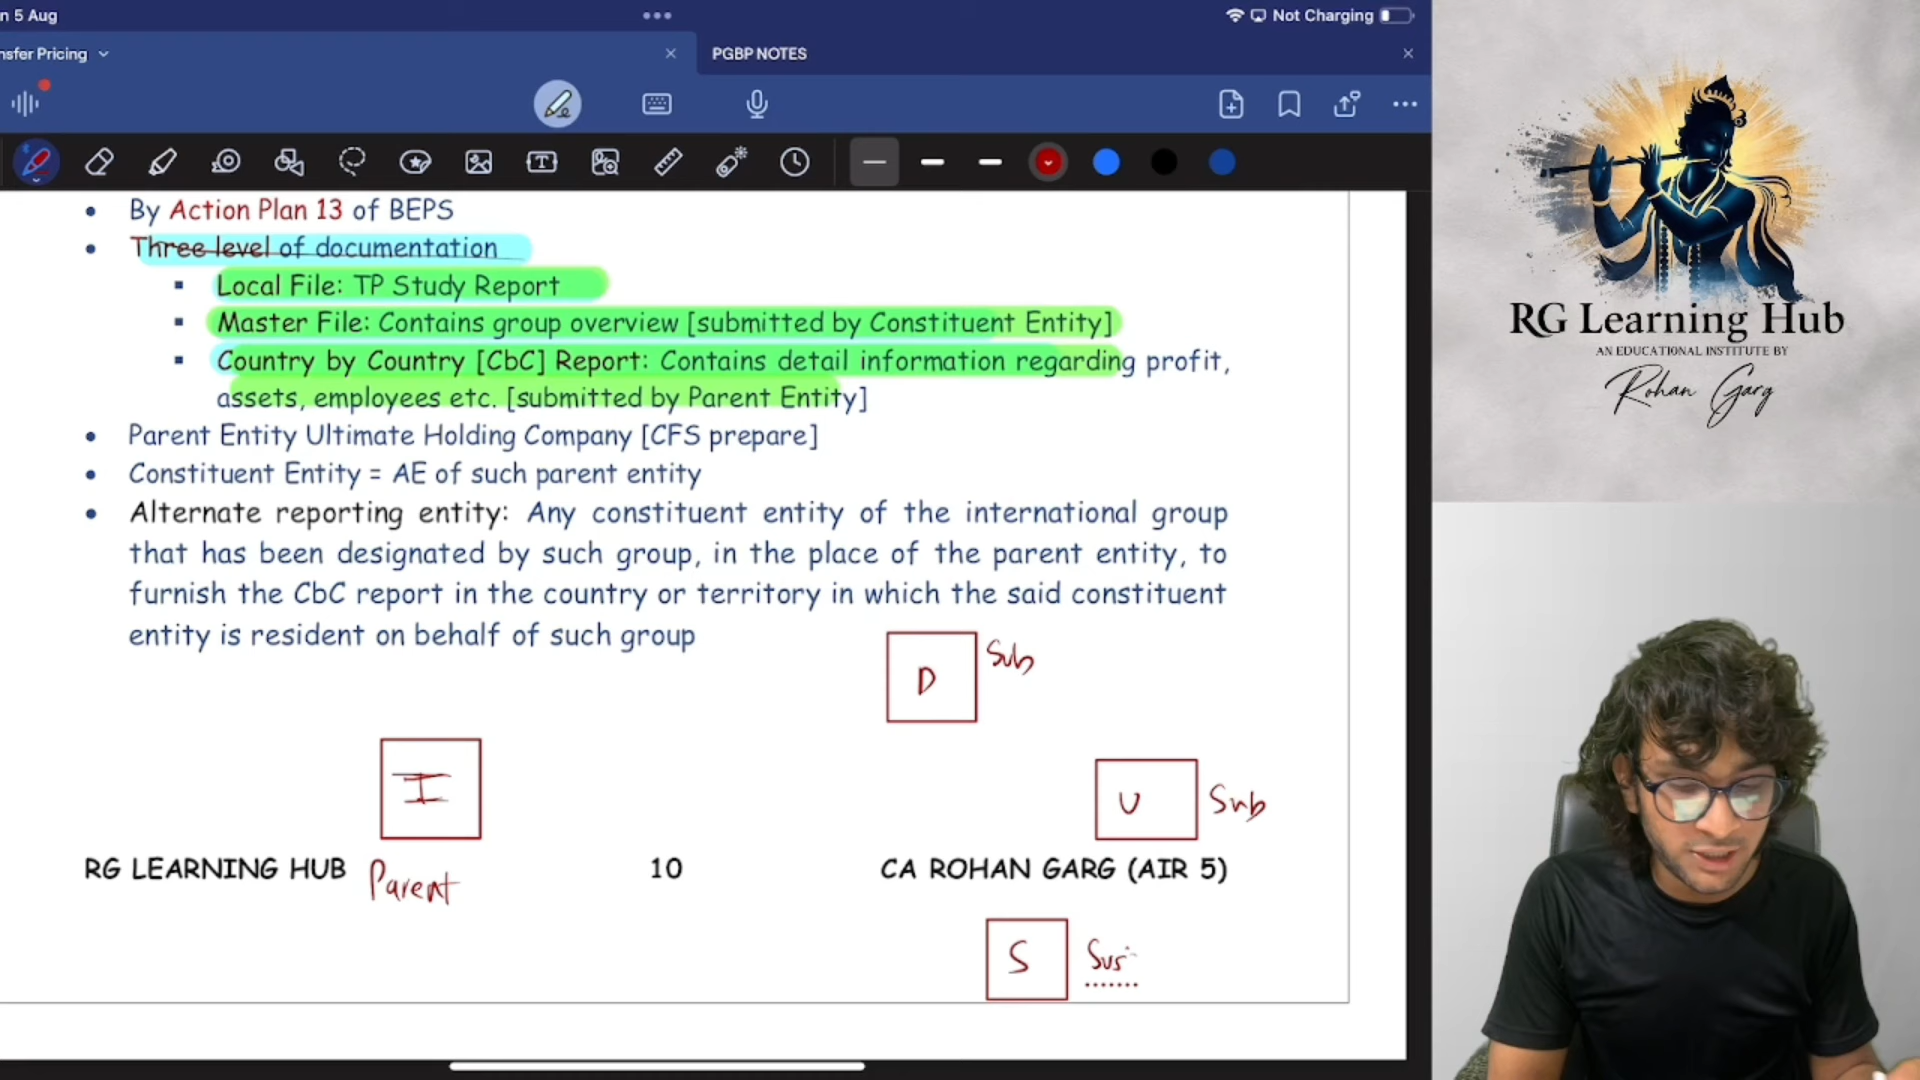 n 5 Aug
Not Charging
nsfer Pricing
PGBP NOTES
• By Action Plan 13 of BEPS
• Three level of documentation
▪ Local File: TP Study Report
▪ Master File: Contains group overview [submitted by Constituent Entity]
▪ Country by Country [CbC] Report: Contains detail information regarding profit,
assets, employees etc. [submitted by Parent Entity]
• Parent Entity Ultimate Holding Company [CFS prepare]
• Constituent Entity = AE of such parent entity
• Alternate reporting entity: Any constituent entity of the international group
that has been designated by such group, in the place of the parent entity, to
furnish the CbC report in the country or territory in which the said constituent
entity is resident on behalf of such group
D Sub
I
U Sub
RG LEARNING HUB
Parent
10
CA ROHAN GARG (AIR 5)
S Sus
RG Learning Hub
AN EDUCATIONAL INSTITUTE BY
Rohan Garg